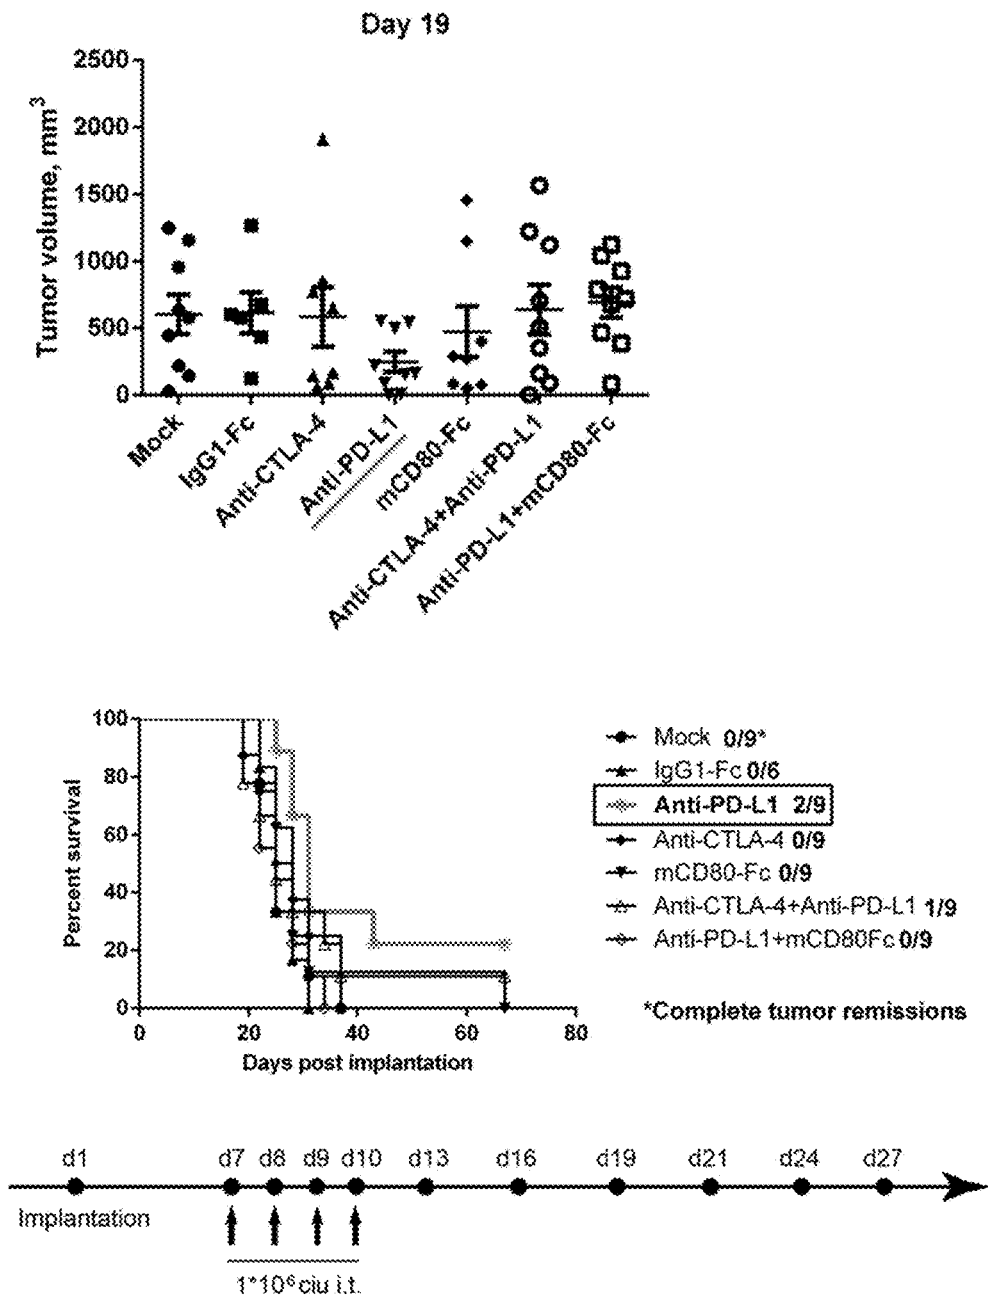 Day 19
2500
2000
1500
1000
500
0
Tumor volume, mm3
Mock
IgG1-Fc
Anti-CTLA-4
Anti-PD-L1
mCD80-Fc
Anti-CTLA-4+Anti-PD-L1
Anti-PD-L1+mCD80-Fc
100
80
60
40
20
0
Percent survival
0 20 40 60 80
Days post implantation
Mock 0/9*
IgG1-Fc 0/6
Anti-PD-L1 2/9
Anti-CTLA-4 0/9
mCD80-Fc 0/9
Anti-CTLA-4+Anti-PD-L1 1/9
Anti-PD-L1+mCD80Fc 0/9
*Complete tumor remissions
d1 d7 d8 d9 d10 d13 d16 d19 d21 d24 d27
Implantation
1*10⁶ ciu i.t.